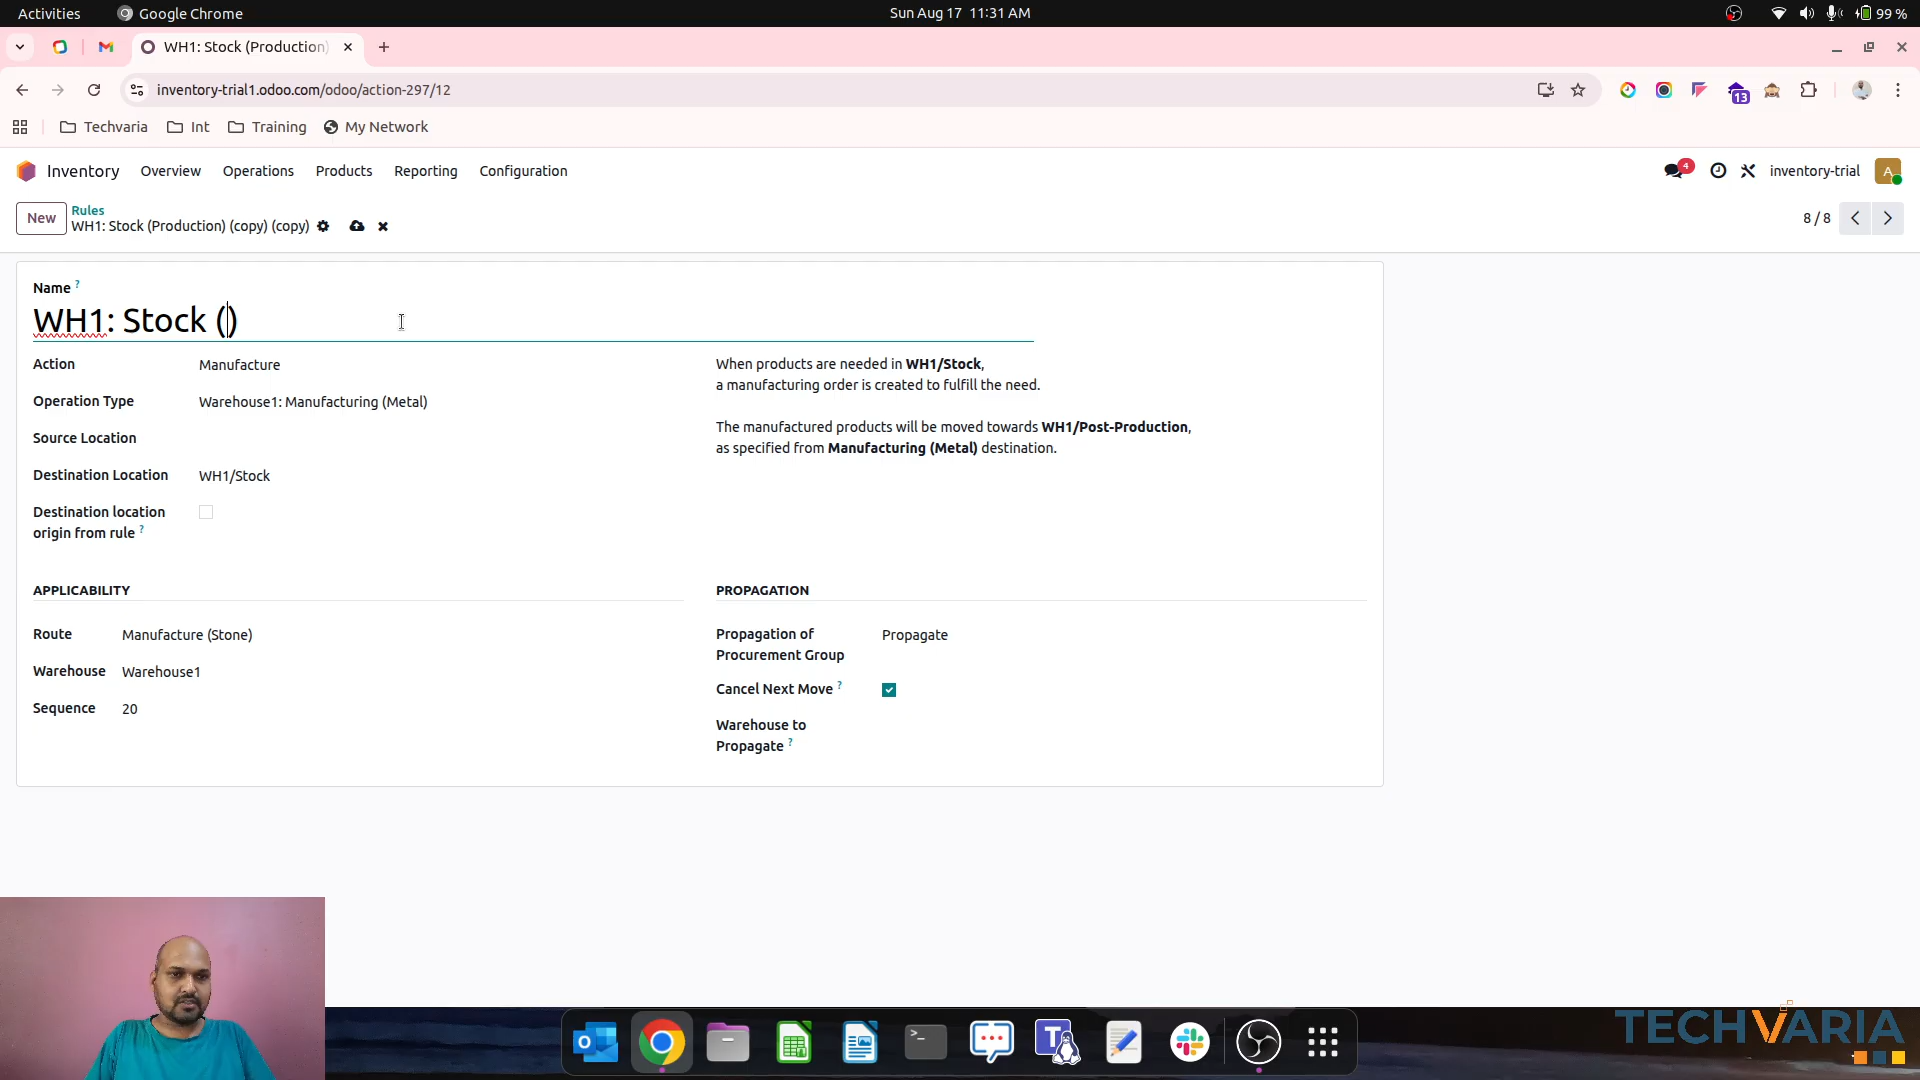 Activities Google Chrome Sun Aug 17 11:31 AM 99 %
WH1: Stock (Production)
inventory-trial1.odoo.com/odoo/action-297/12
13
Techvaria Int Training My Network
Inventory Overview Operations Products Reporting Configuration 4 inventory-trial A
New Rules
WH1: Stock (Production) (copy) (copy) 8 / 8
Name ?
WH1: Stock ()
Action Manufacture
Operation Type Warehouse1: Manufacturing (Metal)
Source Location
Destination Location WH1/Stock
Destination location
origin from rule ?
When products are needed in WH1/Stock,
a manufacturing order is created to fulfill the need.
The manufactured products will be moved towards WH1/Post-Production,
as specified from Manufacturing (Metal) destination.
APPLICABILITY
Route Manufacture (Stone)
Warehouse Warehouse1
Sequence 20
PROPAGATION
Propagation of
Procurement Group Propagate
Cancel Next Move ?
Warehouse to
Propagate ?
TECHVARIA